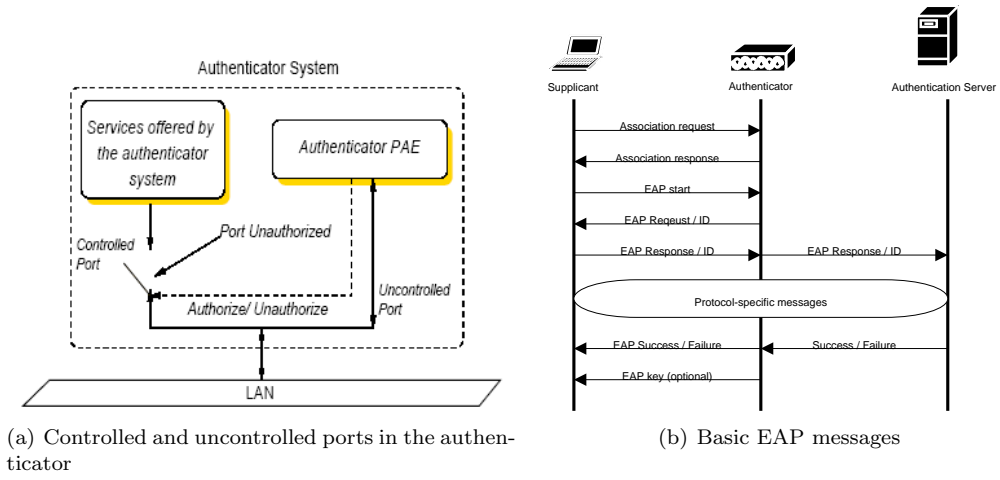 Authenticator System
Services offered by
the authenticator
system
Authenticator PAE
Port Unauthorized
Controlled
Port
Uncontrolled
Port
Authorize/ Unauthorize
LAN
(a) Controlled and uncontrolled ports in the authen-
ticator
Supplicant
Authenticator
Authentication Server
Association request
Association response
EAP start
EAP Reqeust / ID
EAP Response / ID
EAP Response / ID
Protocol-specific messages
EAP Success / Failure
Success / Failure
EAP key (optional)
(b) Basic EAP messages